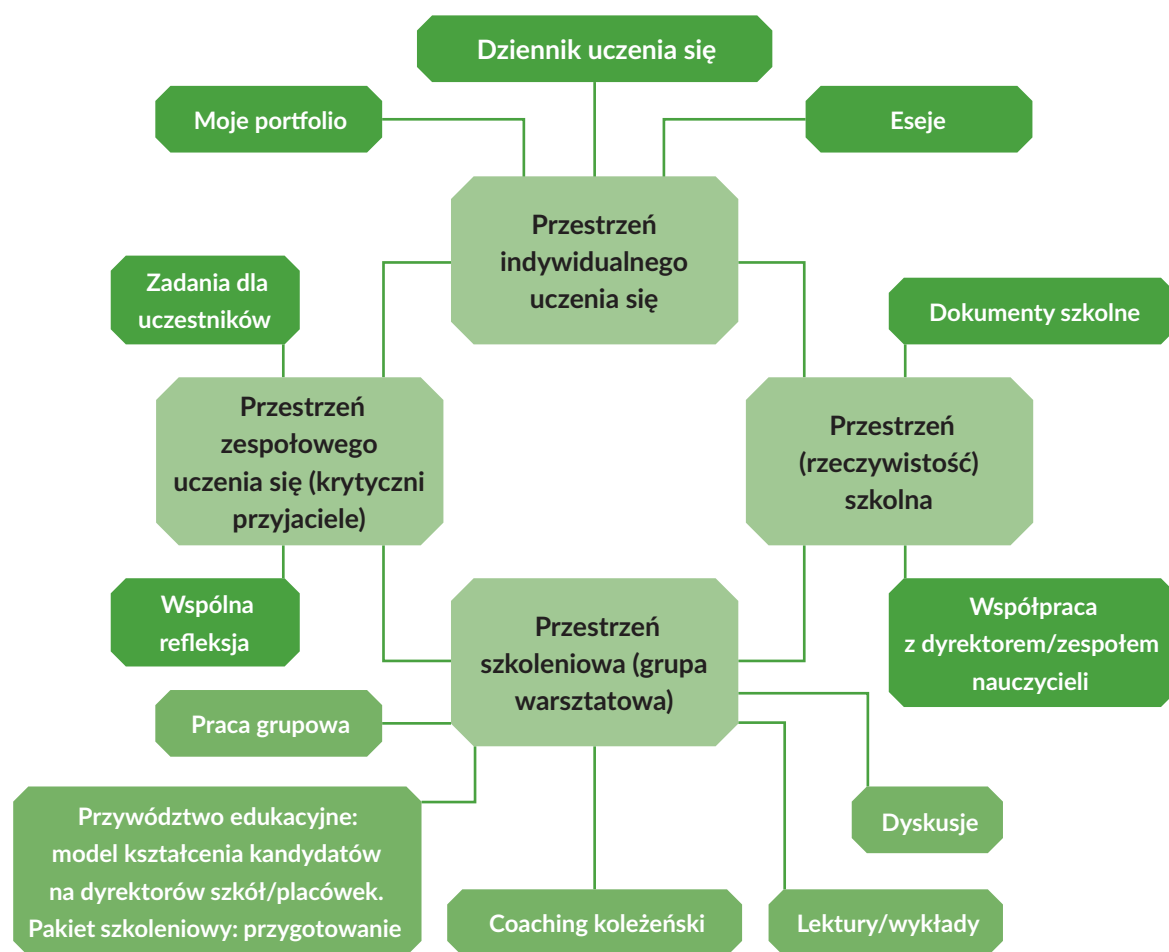 Dziennik uczenia się
Moje portfolio
Eseje
Przestrzeń
indywidualnego
uczenia się
Zadania dla
uczestników
Dokumenty szkolne
Przestrzeń
zespołowego
uczenia się (krytyczni
przyjaciele)
Przestrzeń
(rzeczywistość)
szkolna
Wspólna
refleksja
Przestrzeń
szkoleniowa (grupa
warsztatowa)
Współpraca
z dyrektorem/zespołem
nauczycieli
Praca grupowa
Przywództwo edukacyjne:
model kształcenia kandydatów
na dyrektorów szkół/placówek.
Pakiet szkoleniowy: przygotowanie
Dyskusje
Coaching koleżeński
Lektury/wykłady